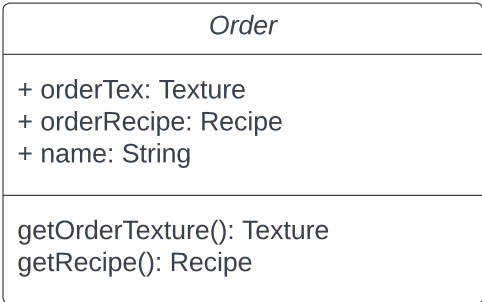 Order
+ orderTex: Texture
+ orderRecipe: Recipe
+ name: String
getOrderTexture(): Texture
getRecipe(): Recipe